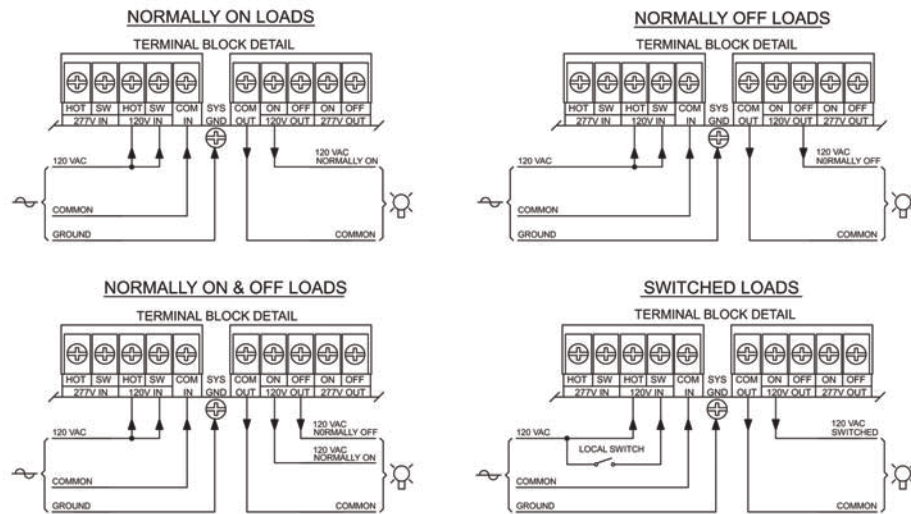 NORMALLY ON LOADS
TERMINAL BLOCK DETAIL
HOT SW HOT SW COM SYS COM ON OFF ON OFF
277V IN 120V IN IN GND OUT 120V OUT 277V OUT
120 VAC
120 VAC
NORMALLY ON
COMMON
GROUND
COMMON
NORMALLY OFF LOADS
TERMINAL BLOCK DETAIL
HOT SW HOT SW COM SYS COM ON OFF ON OFF
277V IN 120V IN IN GND OUT 120V OUT 277V OUT
120 VAC
120 VAC
N0RMALLY OFF
COMMON
GROUND
COMMON
NORMALLY ON & OFF LOADS
TERMINAL BLOCK DETAIL
HOT SW HOT SW COM SYS COM ON OFF ON OFF
277V IN 120V IN IN GND OUT 120V OUT 277V OUT
120 VAC
120 VAC
N0RMALLY OFF
120 VAC
NORMALLY ON
COMMON
GROUND
COMMON
SWITCHED LOADS
TERMINAL BLOCK DETAIL
HOT SW HOT SW COM SYS COM ON OFF ON OFF
277V IN 120V IN IN GND OUT 120V OUT 277V OUT
120 VAC
120 VAC
SWITCHED
LOCAL SWITCH
COMMON
GROUND
COMMON